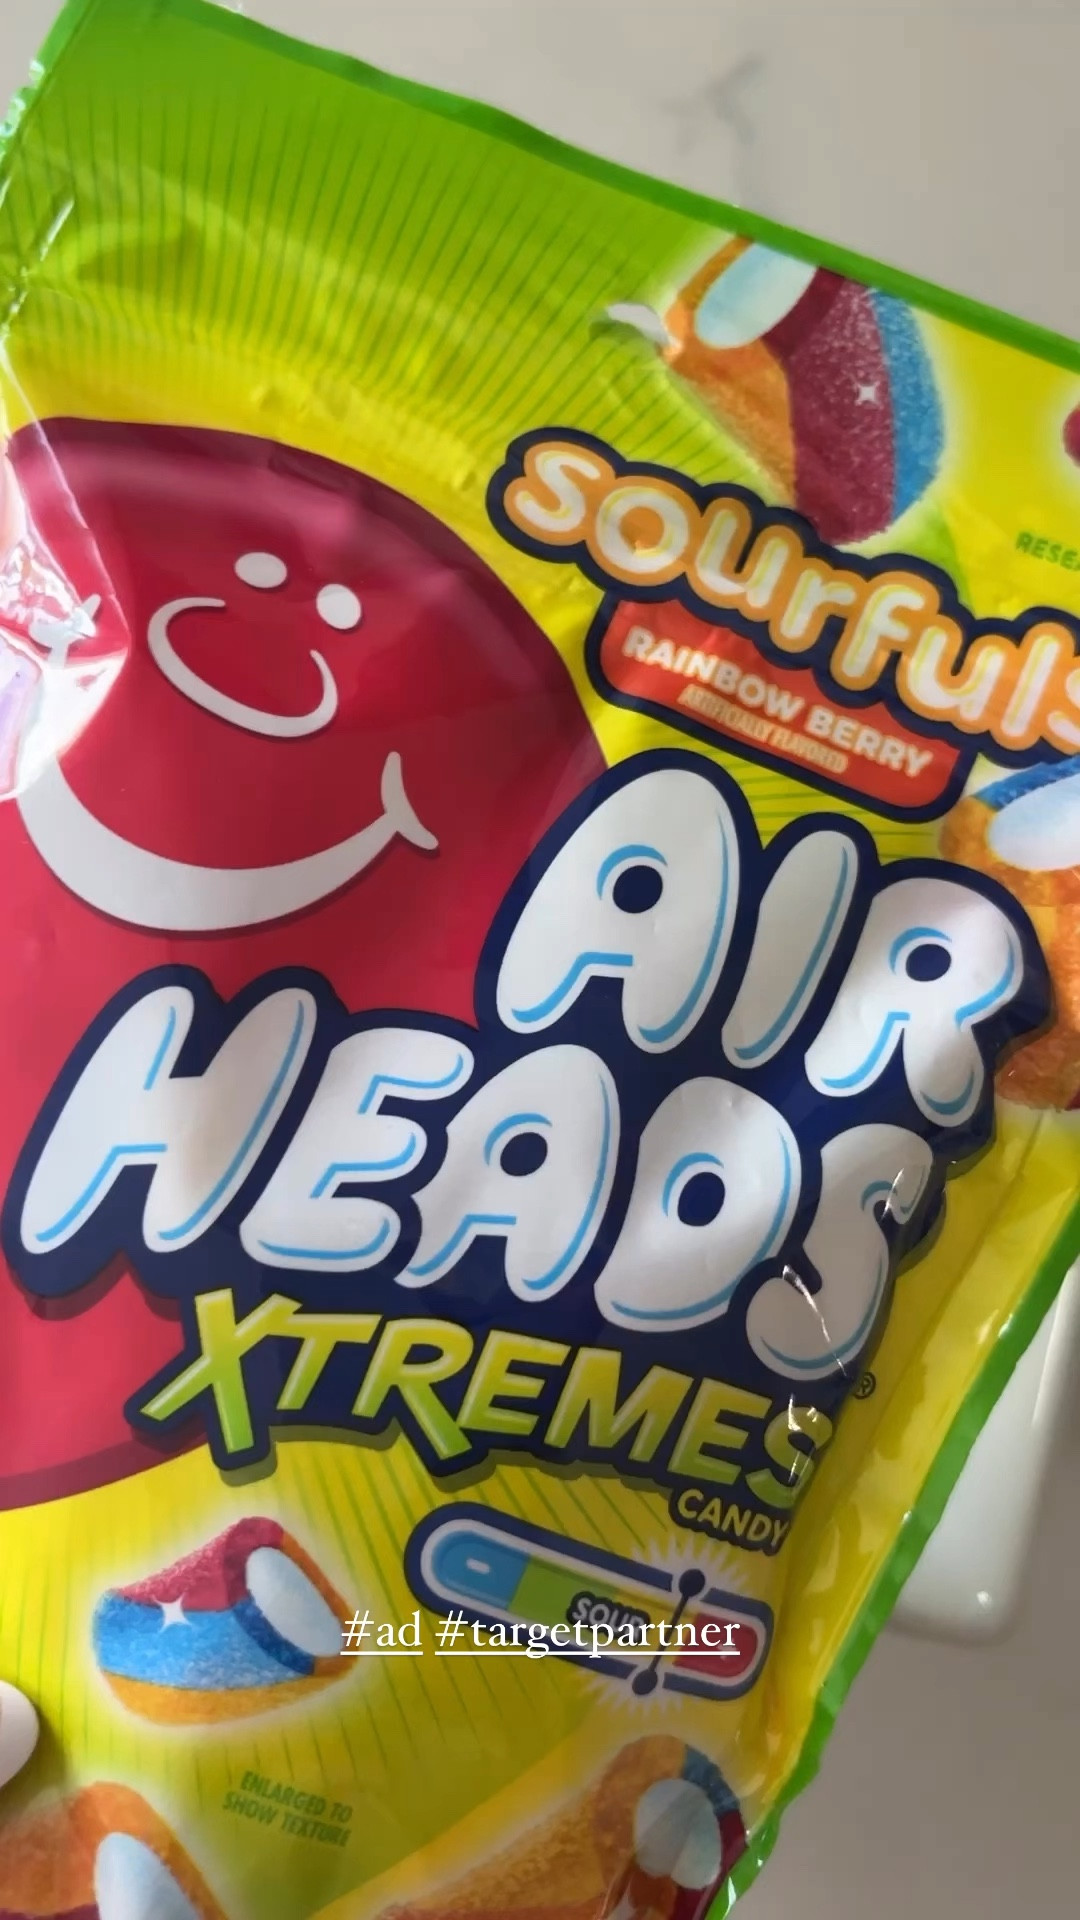 sourfuls
RAINBOW BERRY
ARTIFICIALLY FLAVORED
AIR
HEADS
XTREMES
®
CANDY
SOUR
#ad #targetpartner
ENLARGED TO
SHOW TEXTURE